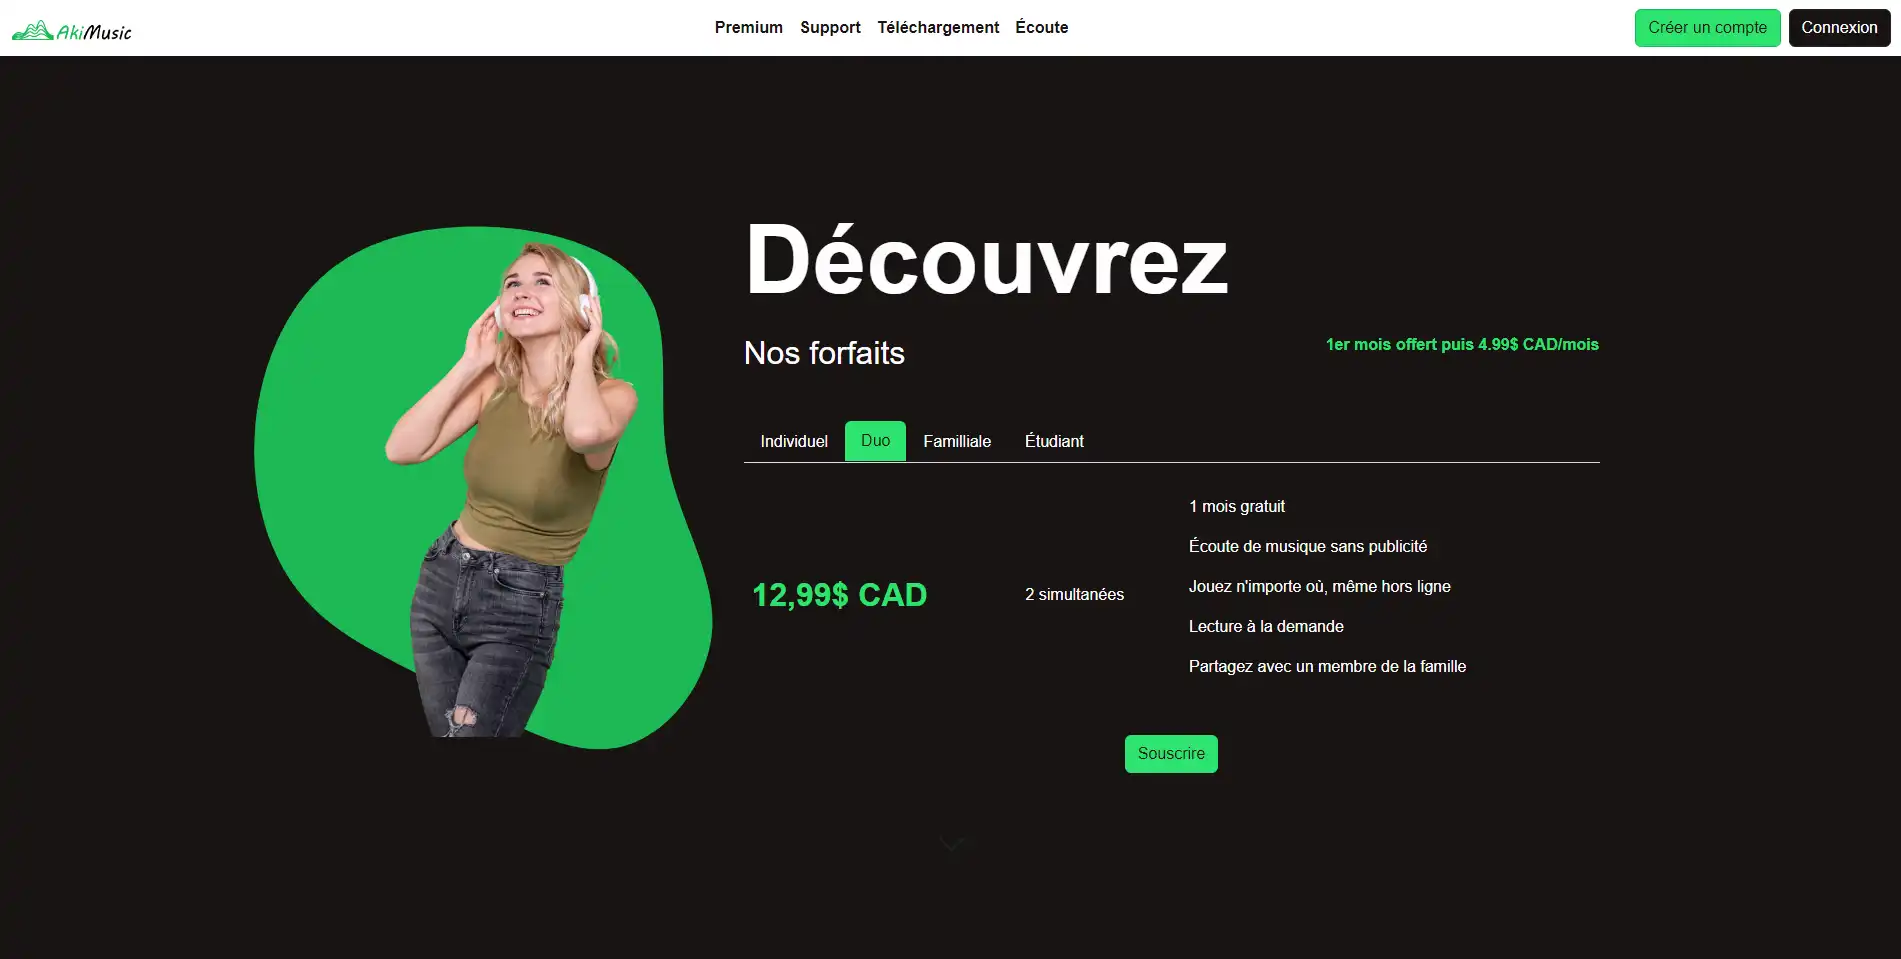 AkiMusic
Premium Support Téléchargement Écoute
Créer un compte Connexion
Découvrez
Nos forfaits
1er mois offert puis 4.99$ CAD/mois
Individuel Duo Familliale Étudiant
12,99$ CAD
2 simultanées
1 mois gratuit
Écoute de musique sans publicité
Jouez n'importe où, même hors ligne
Lecture à la demande
Partagez avec un membre de la famille
Souscrire